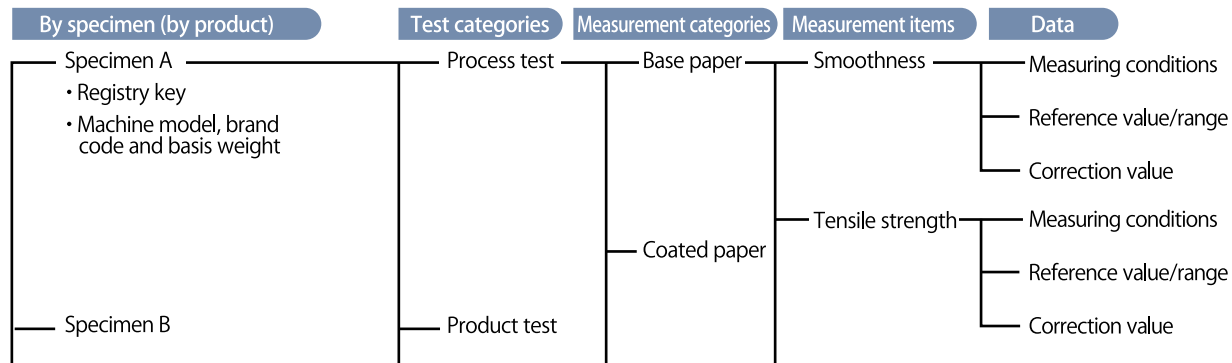 By specimen (by product)
Test categories
Measurement categories
Measurement items
Data
Specimen A
Process test
Base paper
Smoothness
Measuring conditions
・Registry key
・Machine model, brand
code and basis weight
Reference value/range
Correction value
Tensile strength
Measuring conditions
Coated paper
Reference value/range
Specimen B
Product test
Correction value